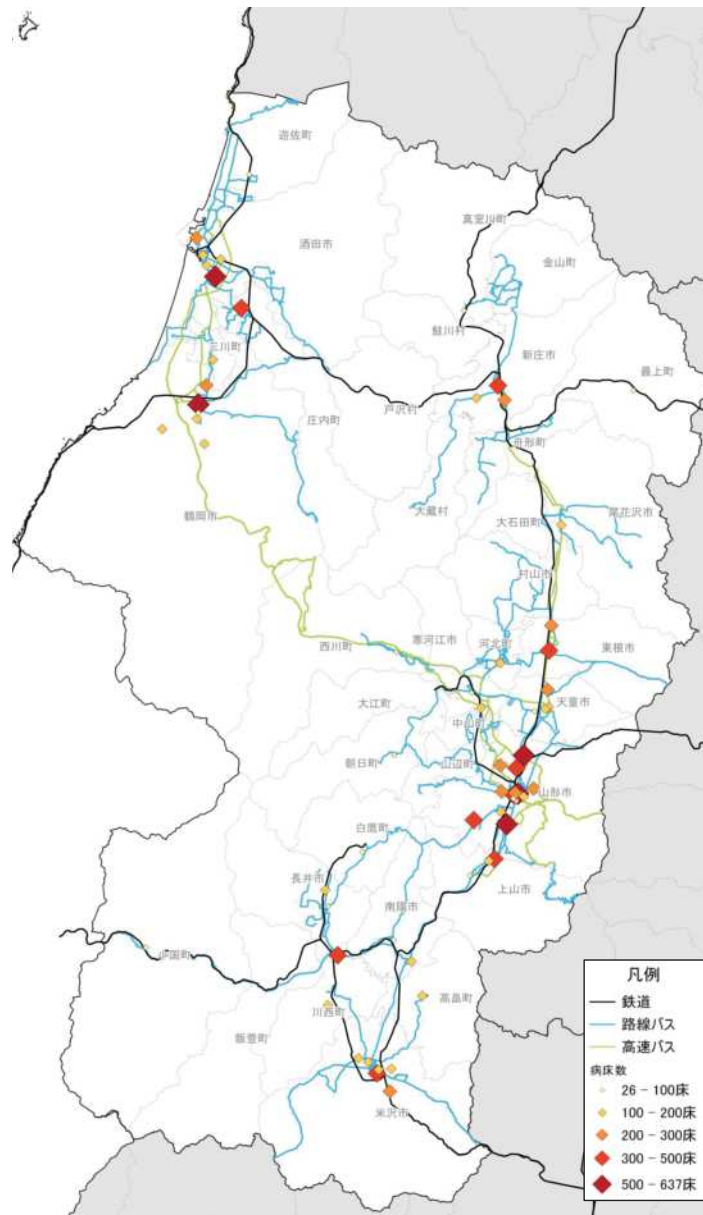 遊佐町
真室川町
酒田市
金山町
鮭川村
三川町
新庄市
最上町
戸沢村
庄内町
舟形町
鶴岡市
大蔵村
大石田町
尾花沢市
村山市
西川町
寒河江市
河北町
東根市
大江町
中山町
天童市
朝日町
山辺町
山形市
白鷹町
長井市
南陽市
上山市
小国町
川西町
高畠町
飯豊町
米沢市
凡例
鉄道
路線バス
高速バス
病床数
26 - 100床
100 - 200床
200 - 300床
300 - 500床
500 - 637床